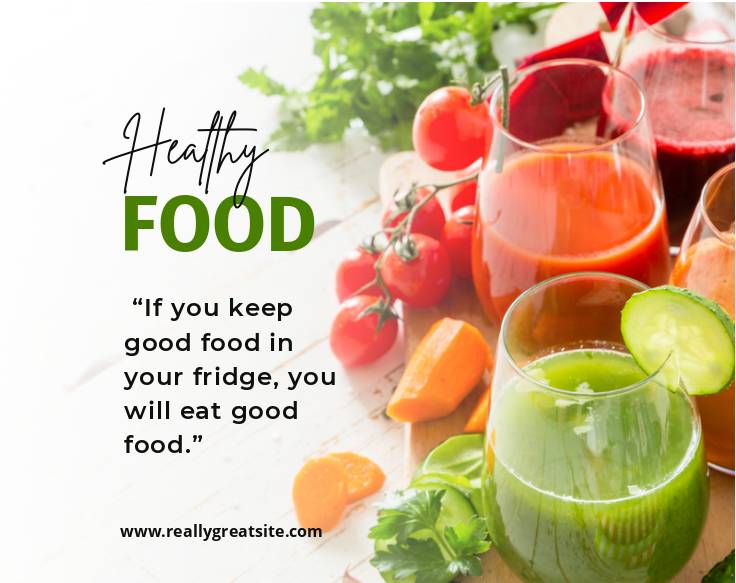 Healthy
FOOD
“If you keep
good food in
your fridge, you
will eat good
food.”
www.reallygreatsite.com